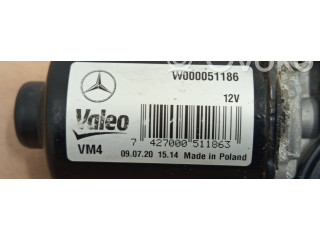 W000051186
12V
Valeo
7 427000 511863
VM4
09.07.20 15.14 Made in Poland